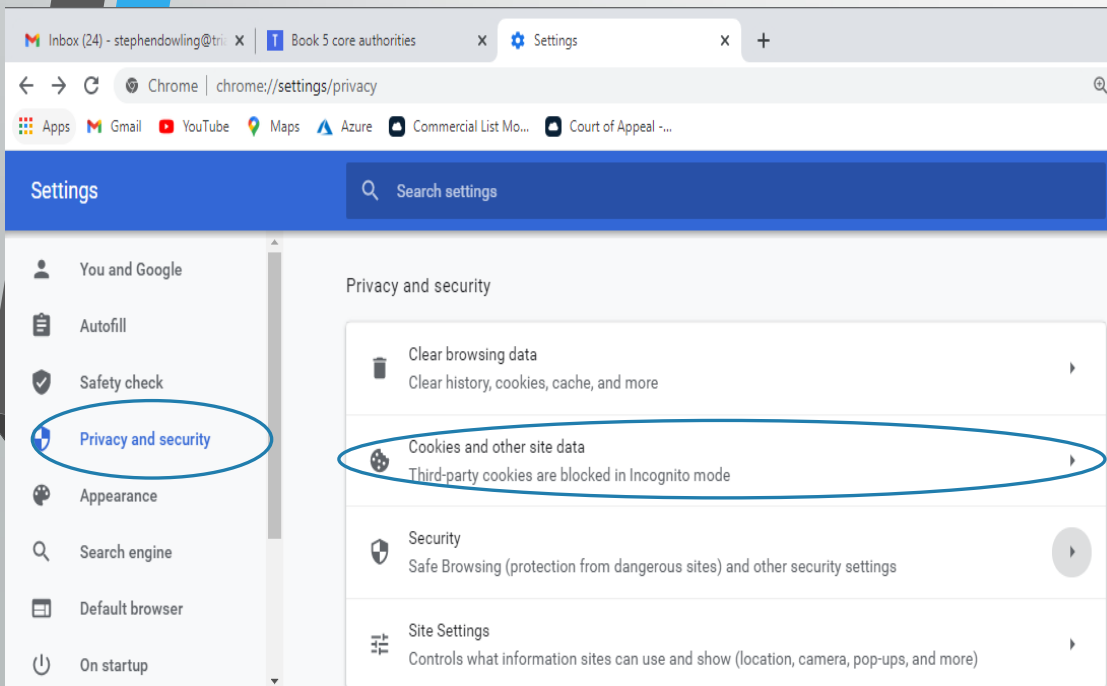 Inbox (24) - stephendowling@tri
Book 5 core authorities
Settings
Chrome | chrome://settings/privacy
Apps
Gmail
YouTube
Maps
Azure
Commercial List Mo...
Court of Appeal -...
Settings
Search settings
You and Google
Autofill
Safety check
Privacy and security
Appearance
Search engine
Default browser
On startup
Privacy and security
Clear browsing data
Clear history, cookies, cache, and more
Cookies and other site data
Third-party cookies are blocked in Incognito mode
Security
Safe Browsing (protection from dangerous sites) and other security settings
Site Settings
Controls what information sites can use and show (location, camera, pop-ups, and more)